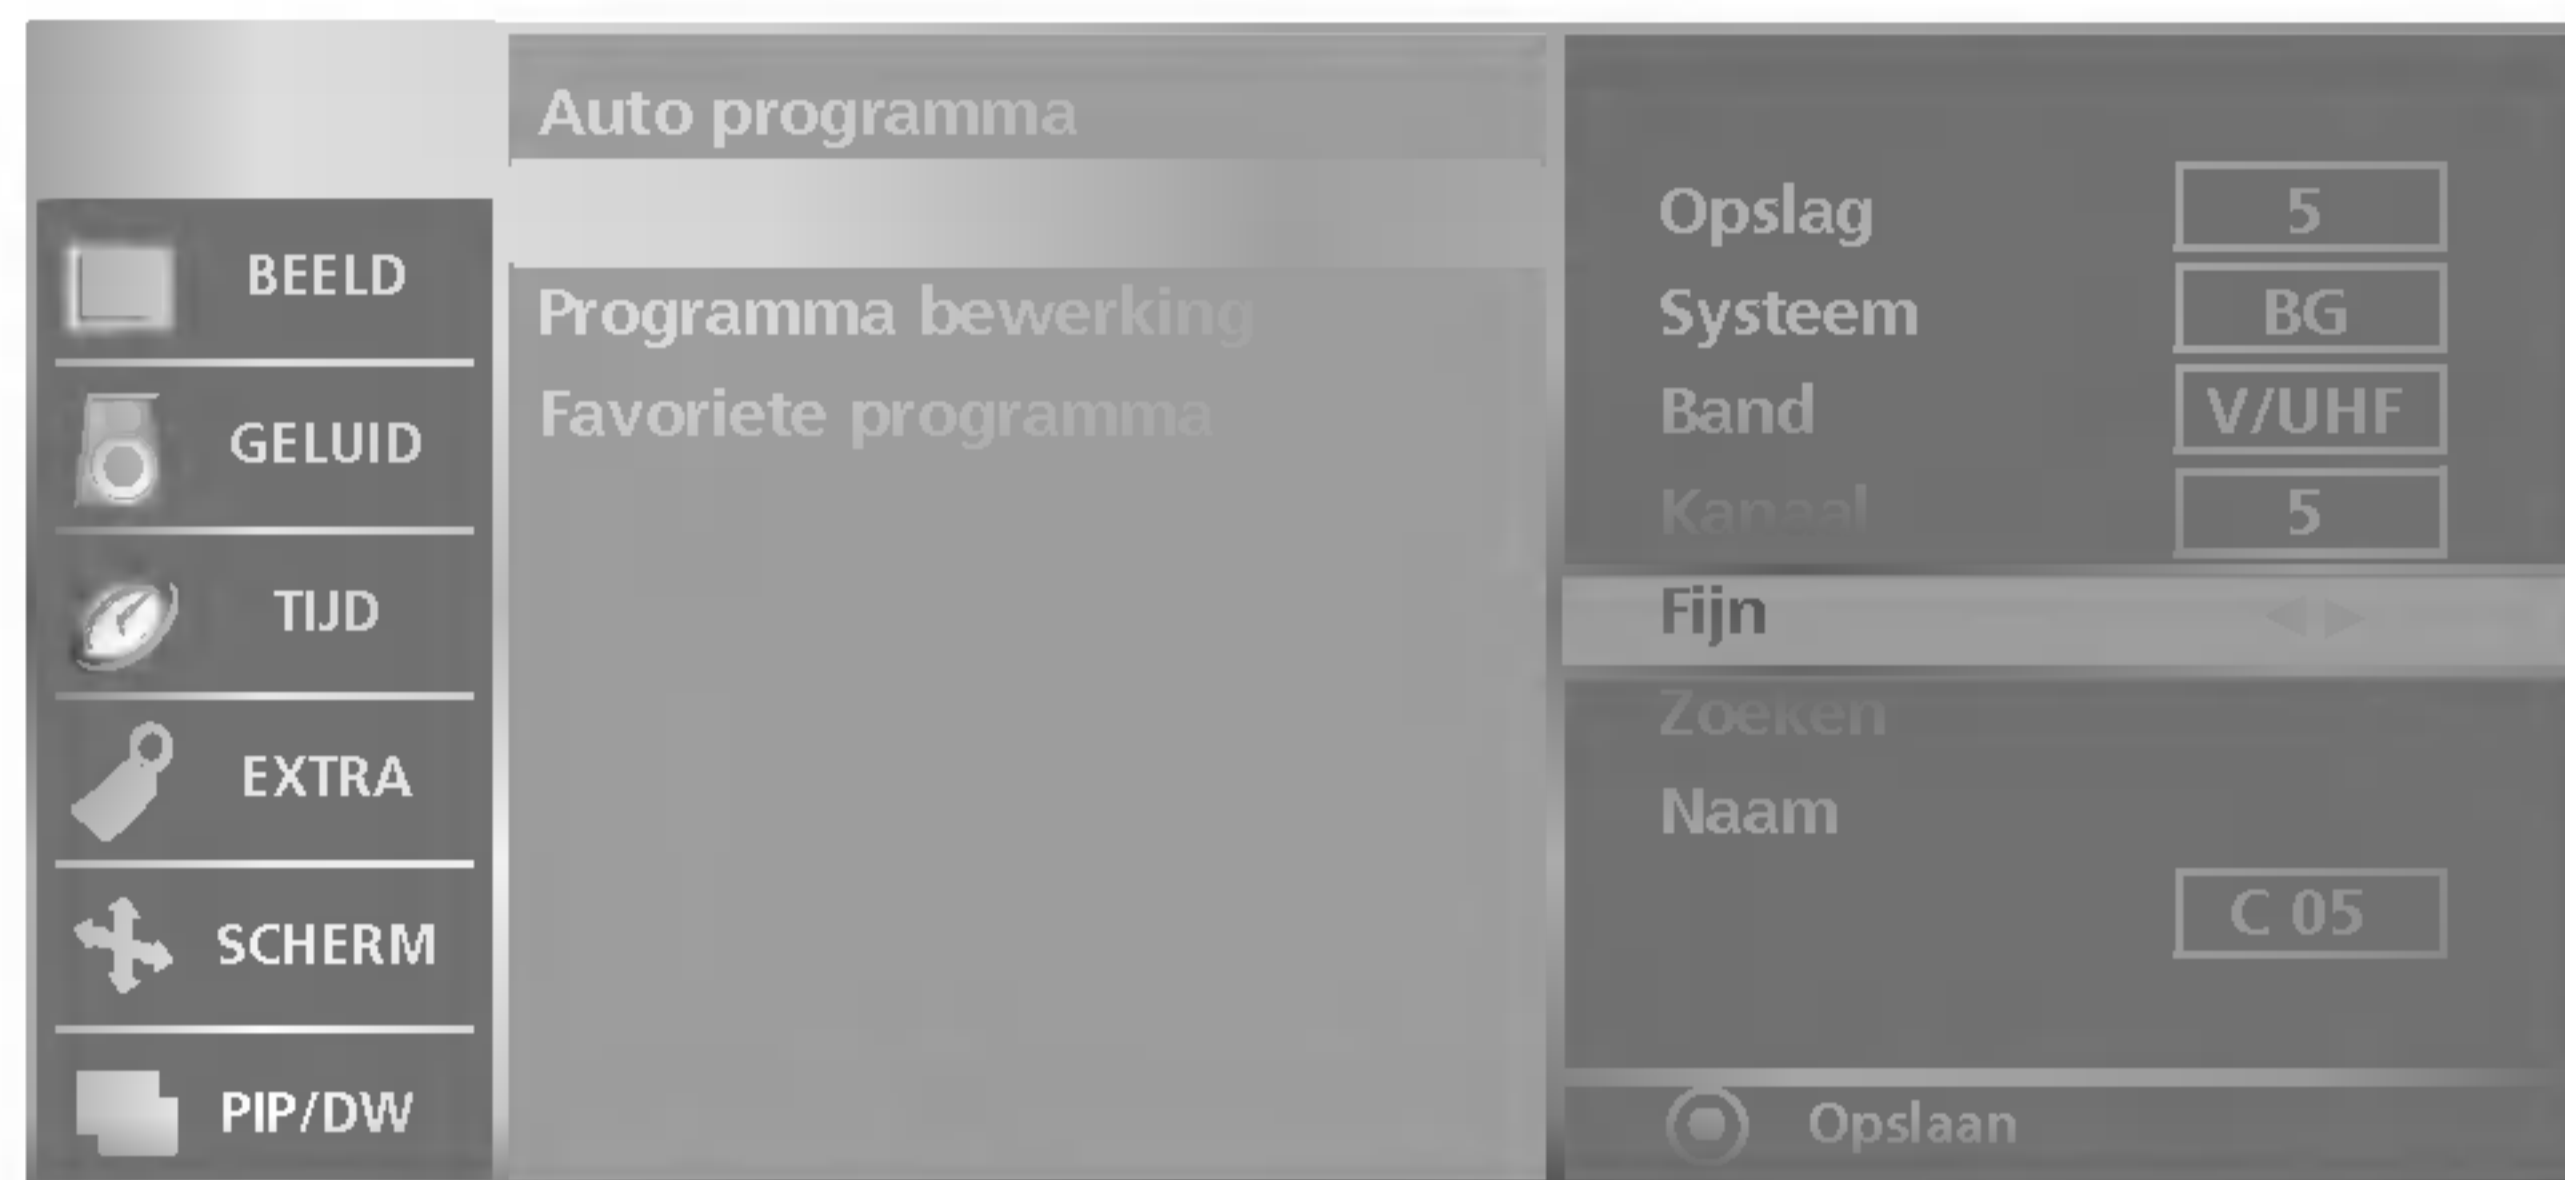 BEELD
GELUID
TIJD
EXTRA
SCHERM
PIP/DW
Auto programma
Programma bewerking
Favoriete programma
Opslag 5
Systeem BG
Band V/UHF
Kanaal 5
Fijn
Zoeken
Naam
C 05
Opslaan